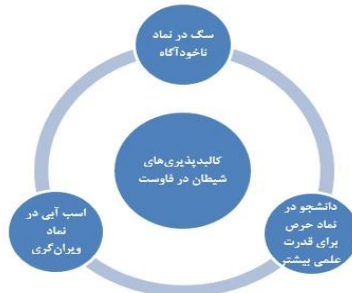 سگ در نماد
ناخودآگاه
کالبدپذیری‌های
شیطان در فاوست
دانشجو در
نماد حرص
برای قدرت
علمی بیشتر
اسب آبی در
نماد
ویران‌گری